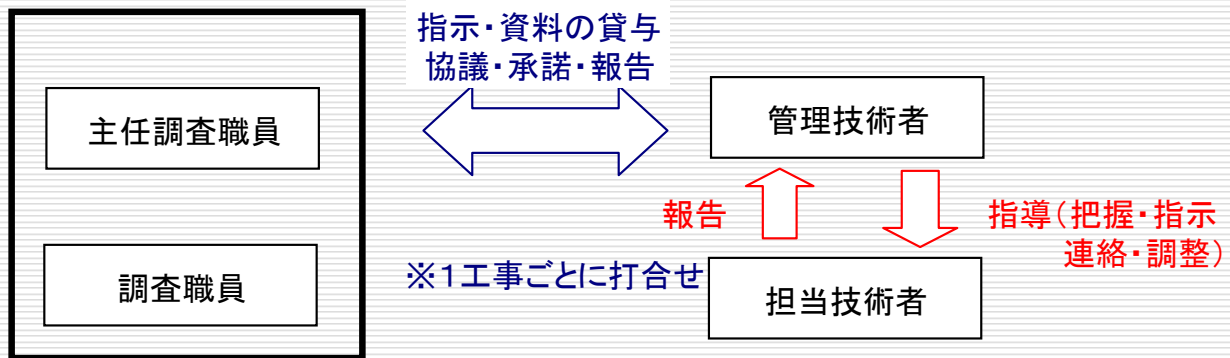 指示・資料の貸与
協議・承諾・報告
主任調査職員
管理技術者
報告
指導(把握・指示
連絡・調整)
※1工事ごとに打合せ
調査職員
担当技術者